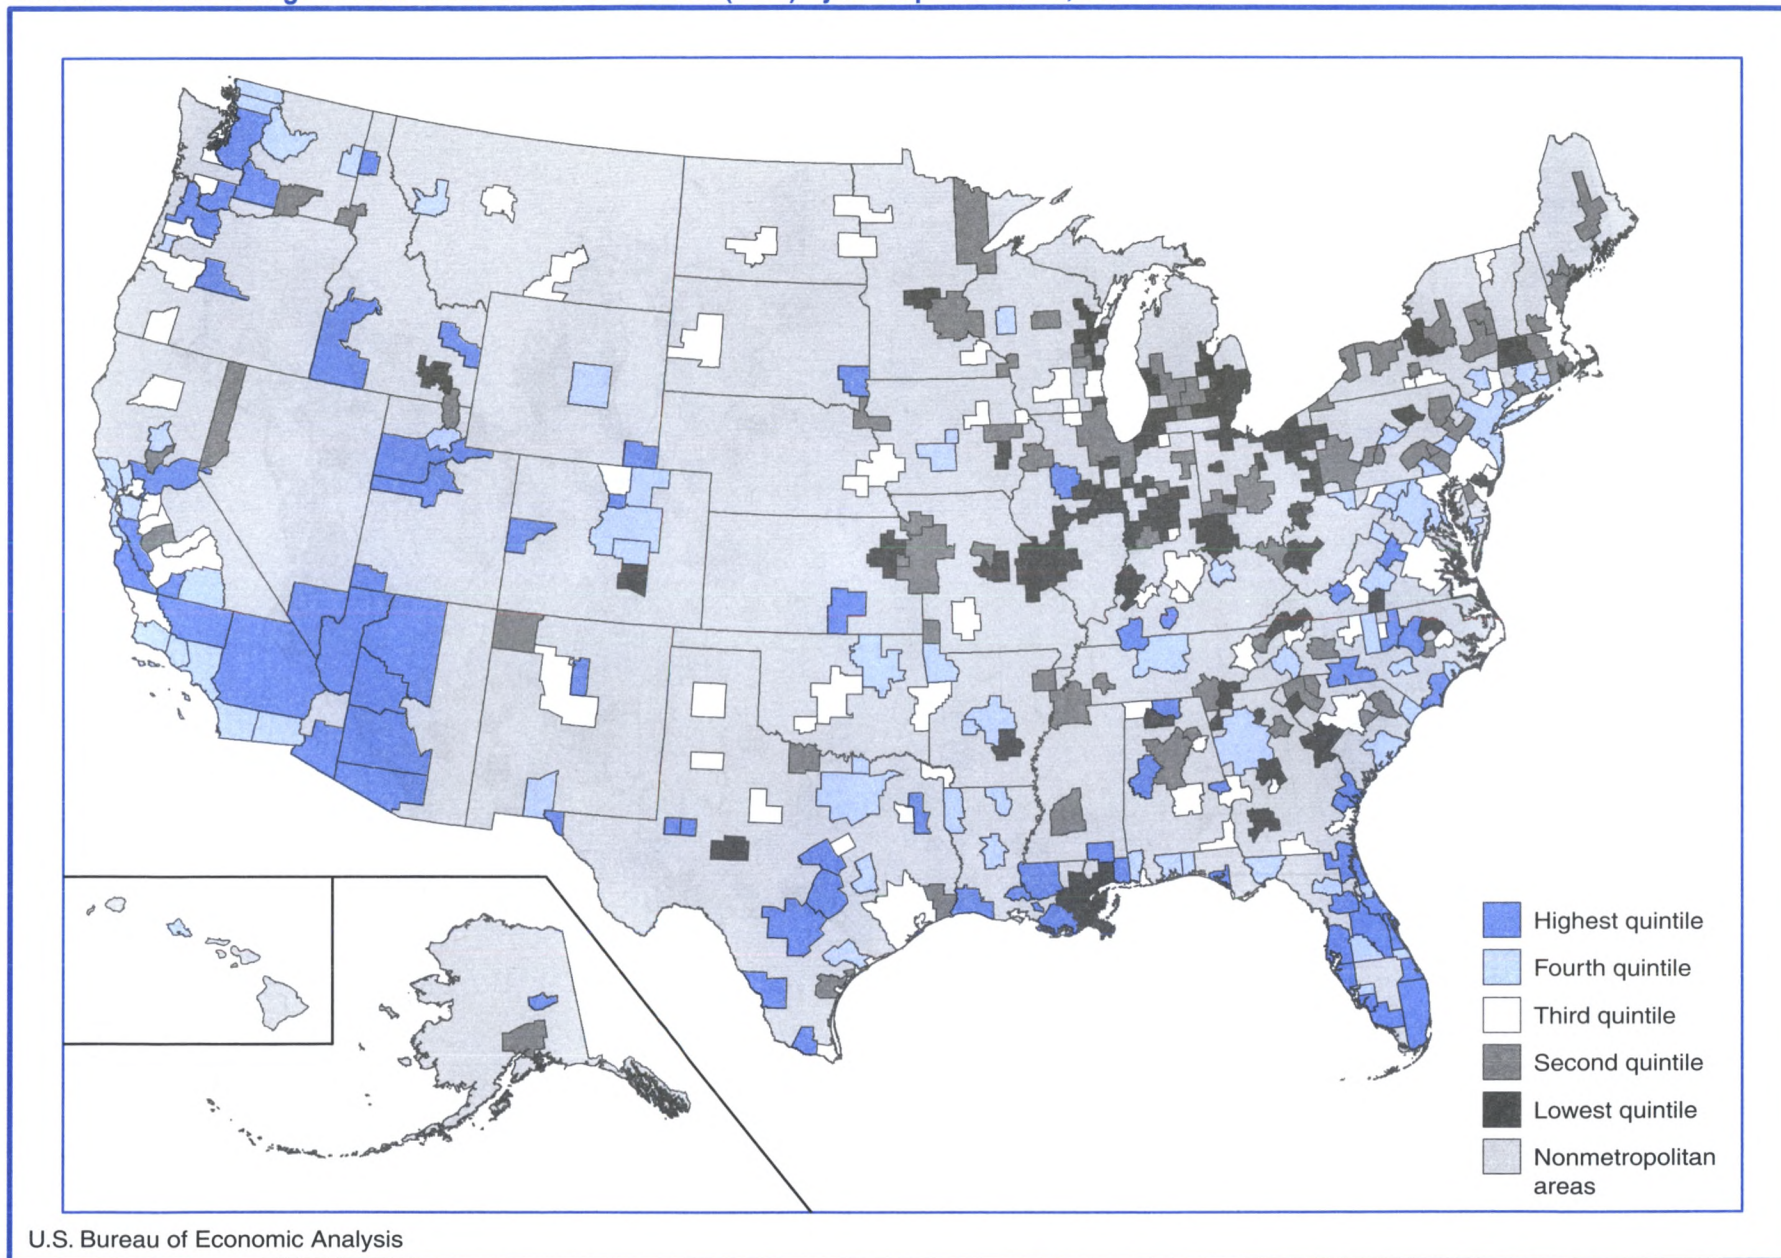 Highest quintile
Fourth quintile
Third quintile
Second quintile
Lowest quintile
Nonmetropolitan
areas
U.S. Bureau of Economic Analysis